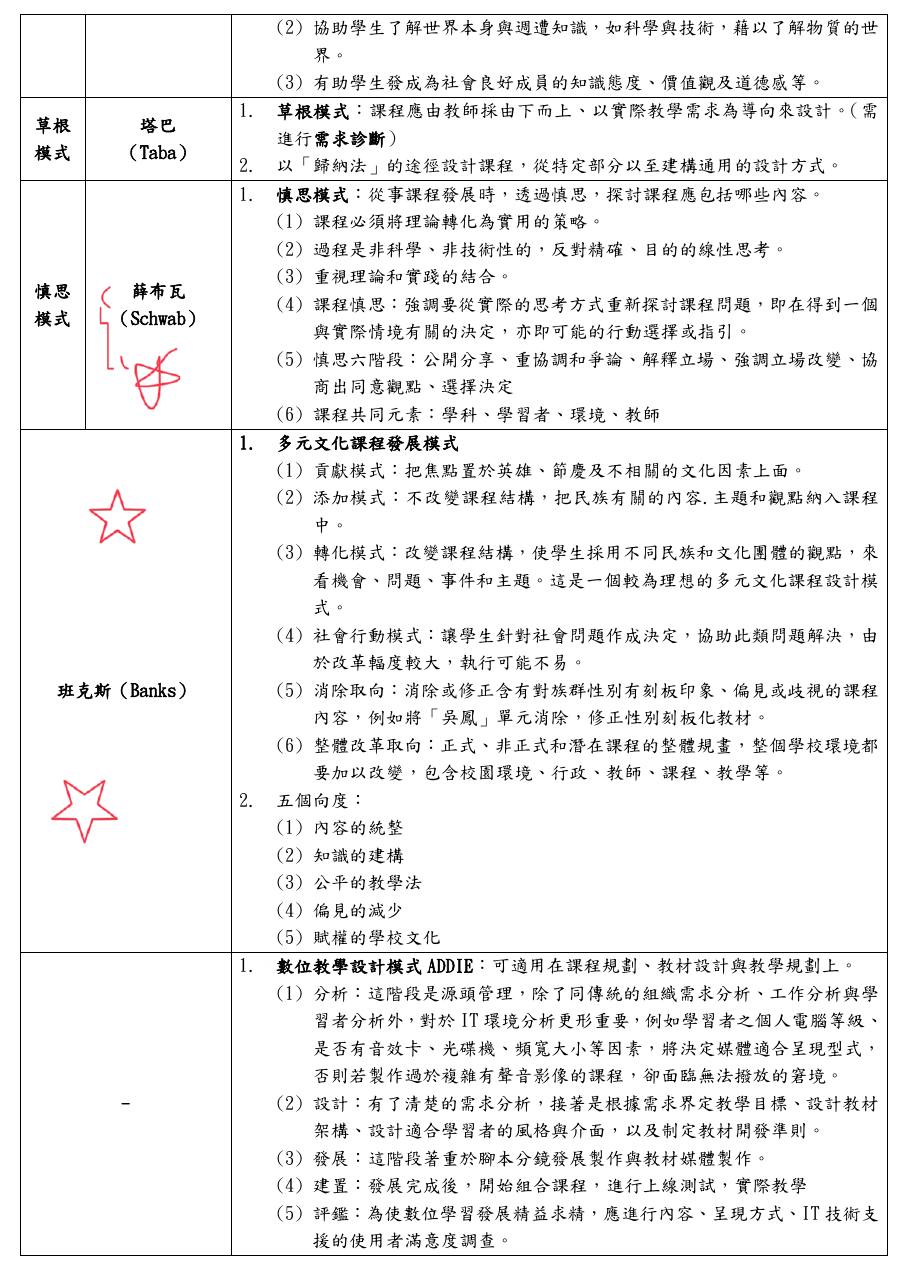 (2) 協助學生了解世界本身與週遭知識，如科學與技術，藉以了解物質的世
界。
(3) 有助學生發成為社會良好成員的知識態度、價值觀及道德感等。
草根
模式
塔巴
（Taba）
1. 草根模式：課程應由教師採由下而上、以實際教學需求為導向來設計。（需
進行需求診斷）
2. 以「歸納法」的途徑設計課程，從特定部分以至建構通用的設計方式。
慎思
模式
薛布瓦
（Schwab）
1. 慎思模式：從事課程發展時，透過慎思，探討課程應包括哪些內容。
(1) 課程必須將理論轉化為實用的策略。
(2) 過程是非科學、非技術性的，反對精確、目的的線性思考。
(3) 重視理論和實踐的結合。
(4) 課程慎思：強調要從實際的思考方式重新探討課程問題，即在得到一個
與實際情境有關的決定，亦即可能的行動選擇或指引。
(5) 慎思六階段：公開分享、重協調和爭論、解釋立場、強調立場改變、協
商出同意觀點、選擇決定
(6) 課程共同元素：學科、學習者、環境、教師
班克斯（Banks）
1. 多元文化課程發展模式
(1) 貢獻模式：把焦點置於英雄、節慶及不相關的文化因素上面。
(2) 添加模式：不改變課程結構，把民族有關的內容.主題和觀點納入課程
中。
(3) 轉化模式：改變課程結構，使學生採用不同民族和文化團體的觀點，來
看機會、問題、事件和主題。這是一個較為理想的多元文化課程設計模
式。
(4) 社會行動模式：讓學生針對社會問題作成決定，協助此類問題解決，由
於改革輻度較大，執行可能不易。
(5) 消除取向：消除或修正含有對族群性別有刻板印象、偏見或歧視的課程
內容，例如將「吳鳳」單元消除，修正性別刻板化教材。
(6) 整體改革取向：正式、非正式和潛在課程的整體規畫，整個學校環境都
要加以改變，包含校園環境、行政、教師、課程、教學等。
2. 五個向度：
(1) 內容的統整
(2) 知識的建構
(3) 公平的教學法
(4) 偏見的減少
(5) 賦權的學校文化
-
1. 數位教學設計模式 ADDIE：可適用在課程規劃、教材設計與教學規劃上。
(1) 分析：這階段是源頭管理，除了同傳統的組織需求分析、工作分析與學
習者分析外，對於 IT 環境分析更形重要，例如學習者之個人電腦等級、
是否有音效卡、光碟機、頻寬大小等因素，將決定媒體適合呈現型式，
否則若製作過於複雜有聲音影像的課程，卻面臨無法撥放的窘境。
(2) 設計：有了清楚的需求分析，接著是根據需求界定教學目標、設計教材
架構、設計適合學習者的風格與介面，以及制定教材開發準則。
(3) 發展：這階段著重於腳本分鏡發展製作與教材媒體製作。
(4) 建置：發展完成後，開始組合課程，進行上線測試，實際教學
(5) 評鑑：為使數位學習發展精益求精，應進行內容、呈現方式、IT 技術支
援的使用者滿意度調查。